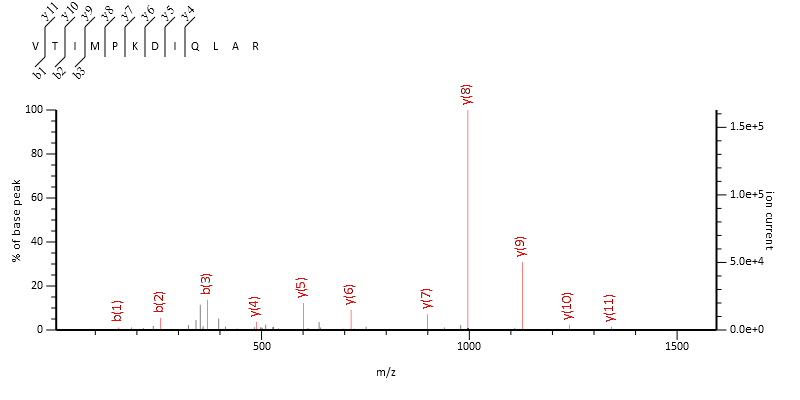 y11 y10 y9 y8 y7 y6 y5 y4
V T I M P K D I Q L A R
b1 b2 b3
100
80
60
40
20
0
% of base peak
1.5e+5
1.0e+5
5.0e+4
0.0e+0
ion current
b(1) b(2) b(3) y(4) y(5) y(6) y(7) y(8) y(9) y(10) y(11)
500 1000 1500
m/z